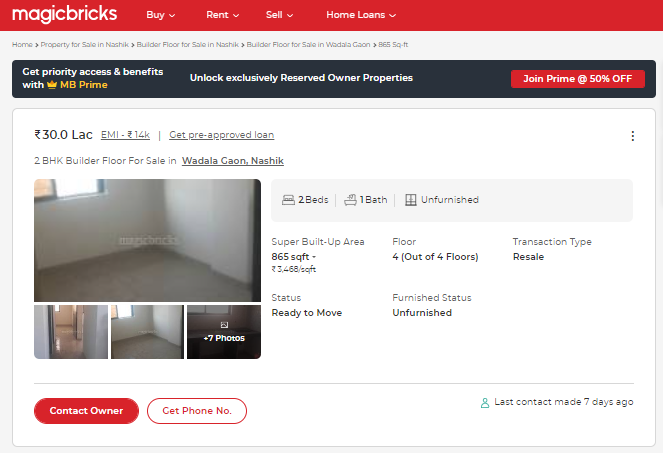 magicbricks
Buy Rent Sell Home Loans
Home > Property for Sale in Nashik > Builder Floor for Sale in Nashik > Builder Floor for Sale in Wadala Gaon > 865 Sq-ft
Get priority access & benefits
with MB Prime
Unlock exclusively Reserved Owner Properties
Join Prime @ 50% OFF
₹30.0 Lac EMI - ₹14k | Get pre-approved loan
2 BHK Builder Floor For Sale in Wadala Gaon, Nashik
magicbricks
+7 Photos
2 Beds 1 Bath Unfurnished
Super Built-Up Area
865 sqft
₹3,468/sqft
Floor
4 (Out of 4 Floors)
Transaction Type
Resale
Status
Ready to Move
Furnished Status
Unfurnished
Contact Owner
Get Phone No.
Last contact made 7 days ago